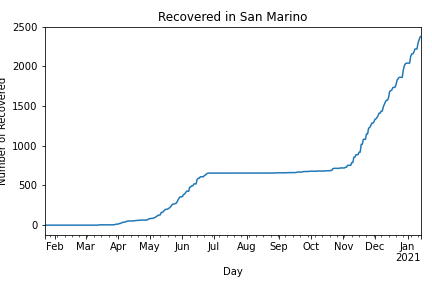 Recovered in San Marino
2500
2000
1500
1000
500
0
Number of Recovered
Feb Mar Apr May Jun Jul Aug Sep Oct Nov Dec Jan
2021
Day